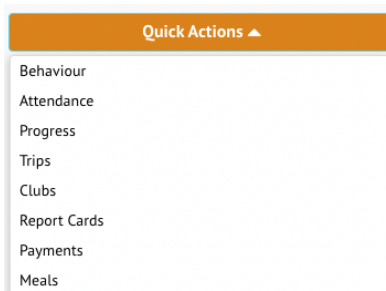 Quick Actions
Behaviour
Attendance
Progress
Trips
Clubs
Report Cards
Payments
Meals